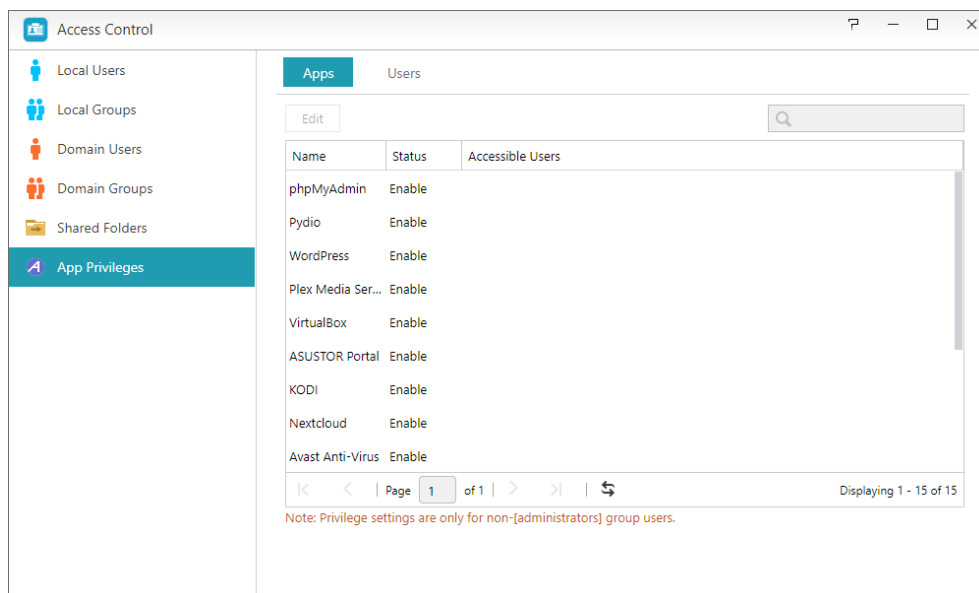 Access Control
Local Users
Local Groups
Domain Users
Domain Groups
Shared Folders
App Privileges
Apps Users
Edit
Name Status Accessible Users
phpMyAdmin Enable
Pydio Enable
WordPress Enable
Plex Media Ser... Enable
VirtualBox Enable
ASUSTOR Portal Enable
KODI Enable
Nextcloud Enable
Avast Anti-Virus Enable
Page 1 of 1 Displaying 1 - 15 of 15
Note: Privilege settings are only for non-[administrators] group users.